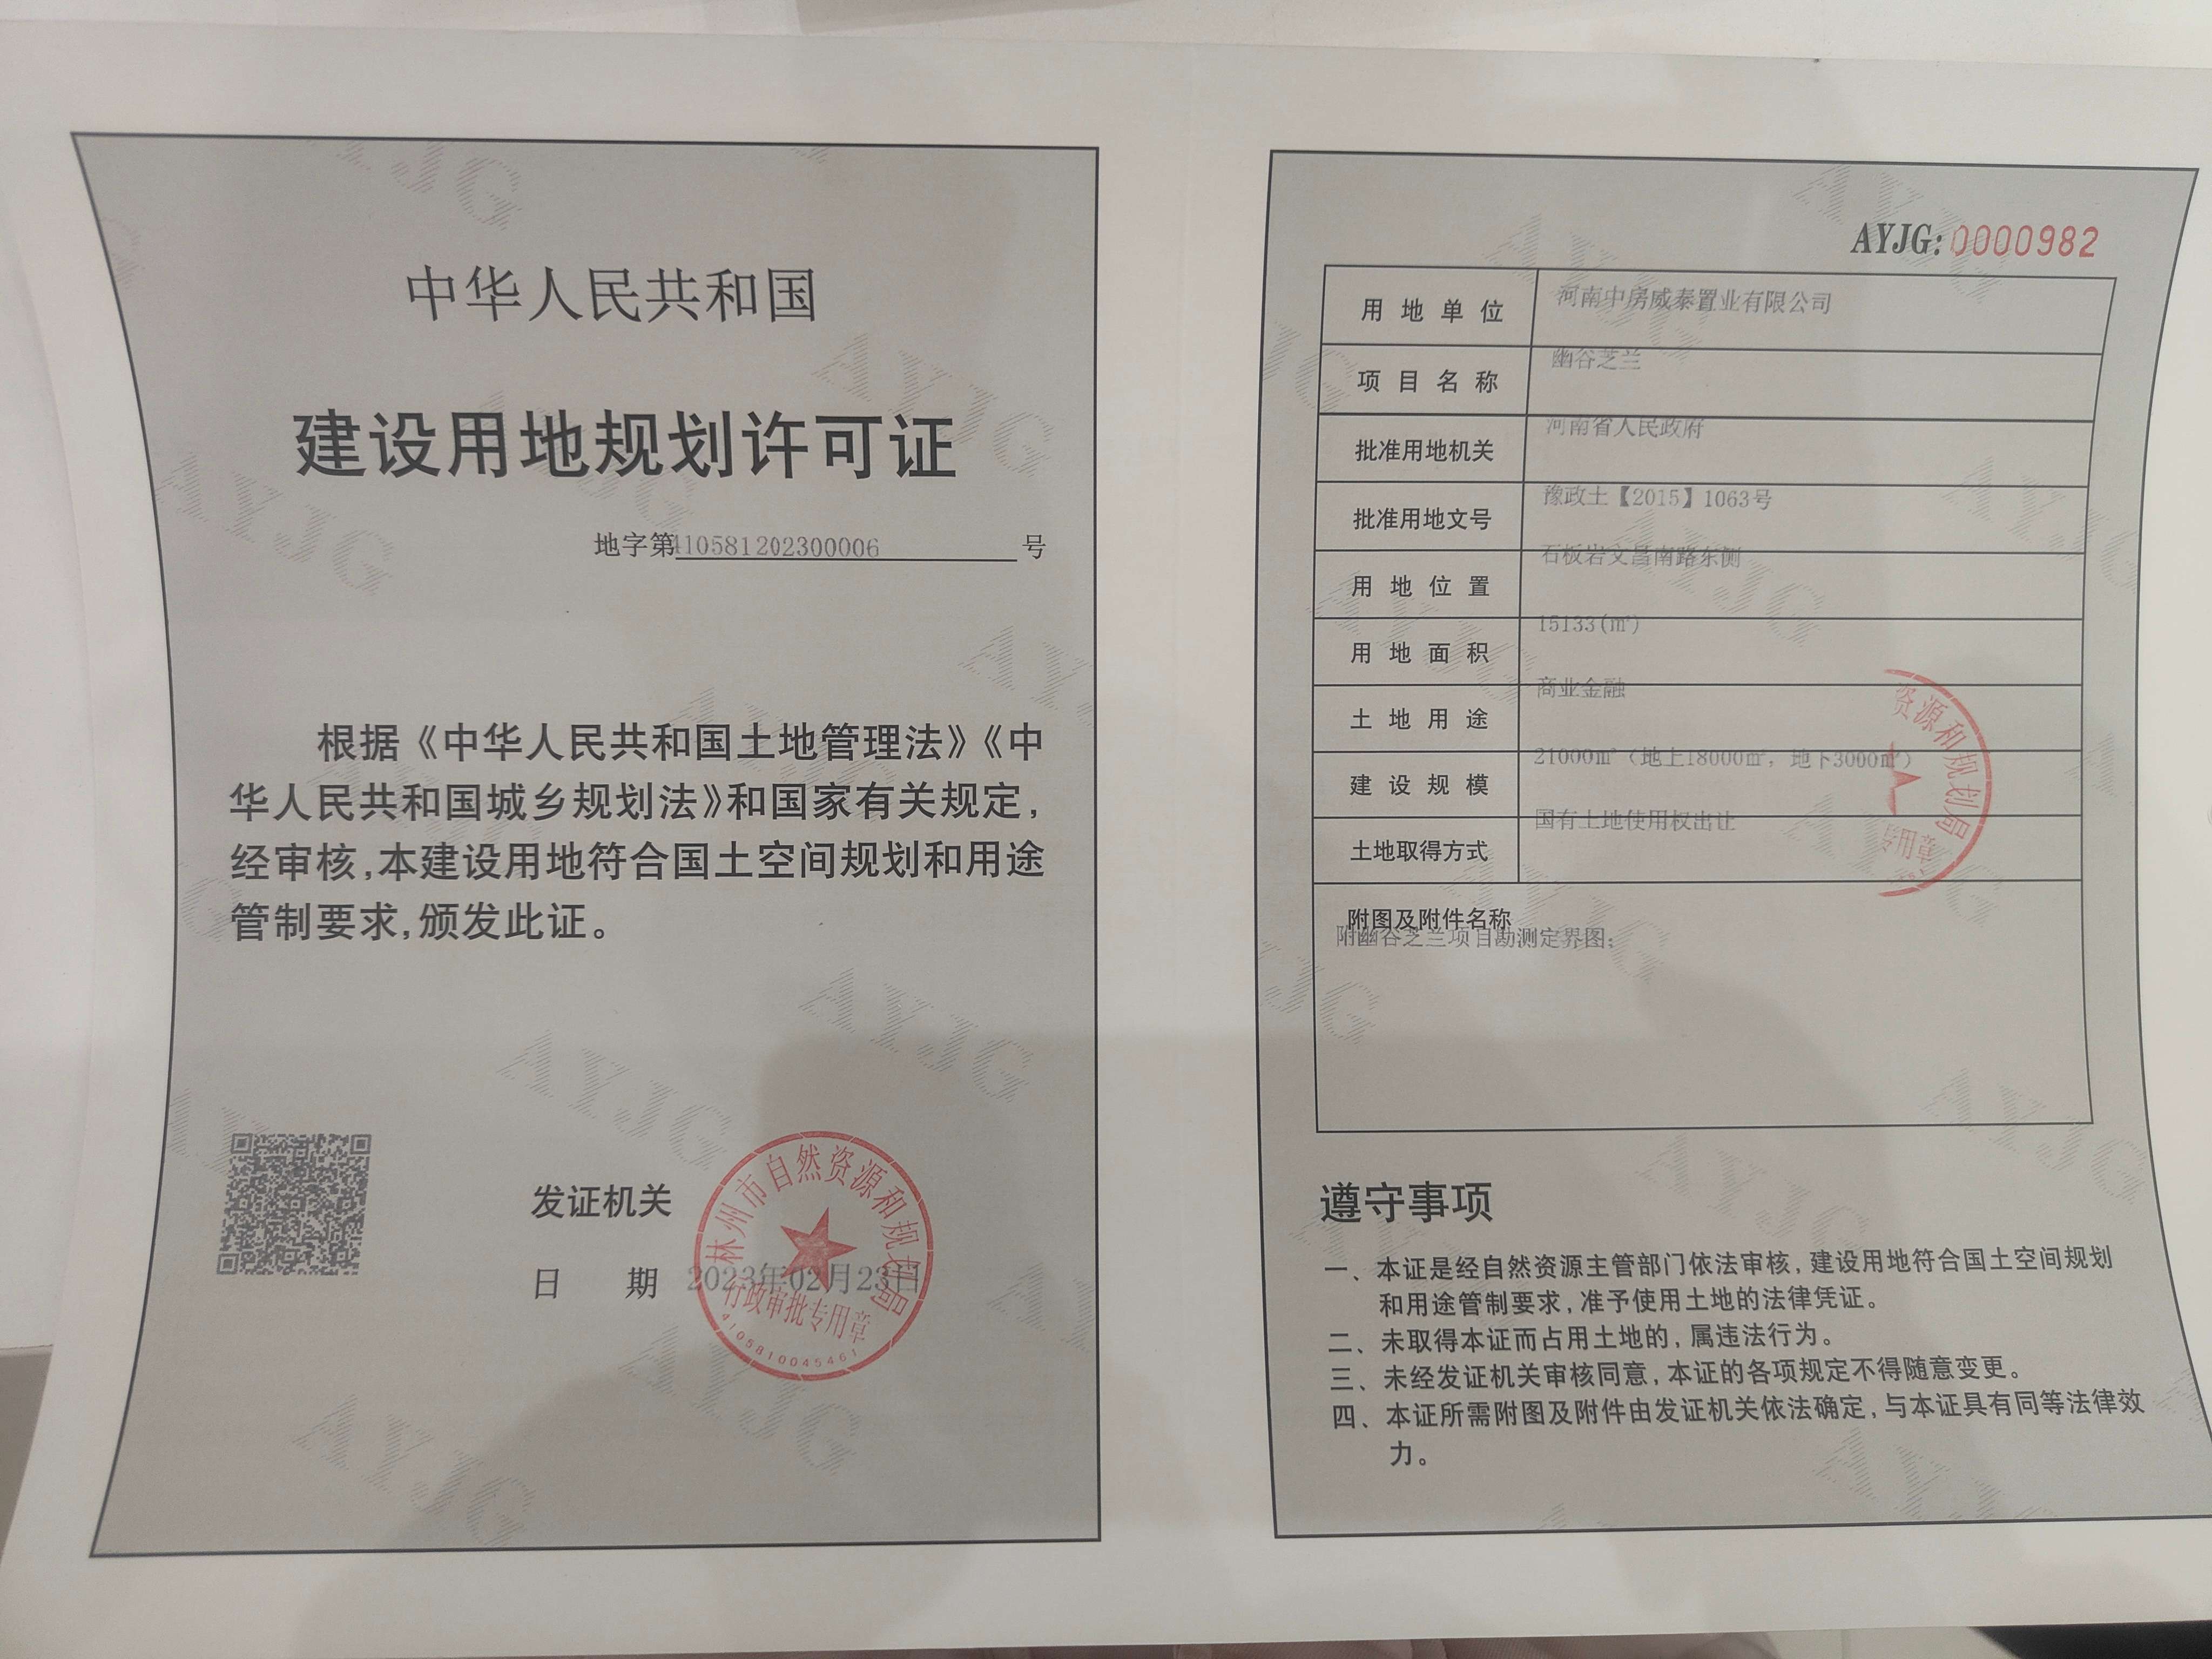 中华人民共和国
建设用地规划许可证
地字第410581202300006号
根据《中华人民共和国土地管理法》《中
华人民共和国城乡规划法》和国家有关规定,
经审核,本建设用地符合国土空间规划和用途
管制要求,颁发此证。
发证机关
林州市自然资源和规划局
日 期 2023年02月23日
行政审批专用章
4105810045461
AYJG:0000982
用地单位 河南中房威泰置业有限公司
项目名称 幽谷芝兰
批准用地机关 河南省人民政府
批准用地文号 豫政土【2015】1063号
用地位置 石板岩文昌南路东侧
用地面积 15133(㎡)
土地用途 商业金融
建设规模 21000㎡（地上18000㎡，地下3000㎡）
土地取得方式 国有土地使用权出让
资源和规划局
专用章
附图及附件名称
附幽谷芝兰项目勘测定界图;
遵守事项
一、本证是经自然资源主管部门依法审核,建设用地符合国土空间规划
和用途管制要求,准予使用土地的法律凭证。
二、未取得本证而占用土地的,属违法行为。
三、未经发证机关审核同意,本证的各项规定不得随意变更。
四、本证所需附图及附件由发证机关依法确定,与本证具有同等法律效
力。